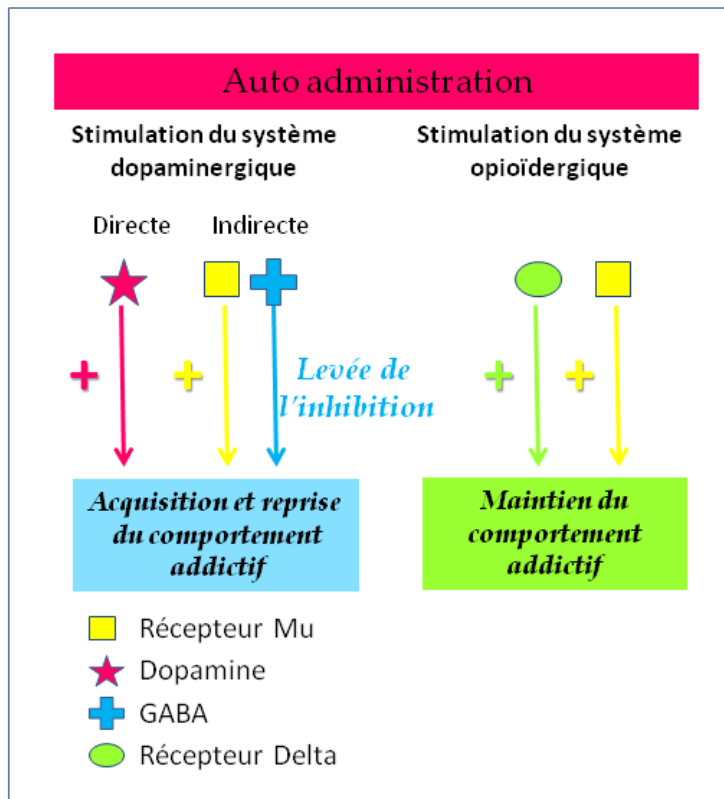 Auto administration
Stimulation du système
dopaminergique
Stimulation du système
opioïdergique
Directe
Indirecte
+
+
Levée de
l'inhibition
+
+
Acquisition et reprise
du comportement
addictif
Maintien du
comportement
addictif
Récepteur Mu
Dopamine
GABA
Récepteur Delta